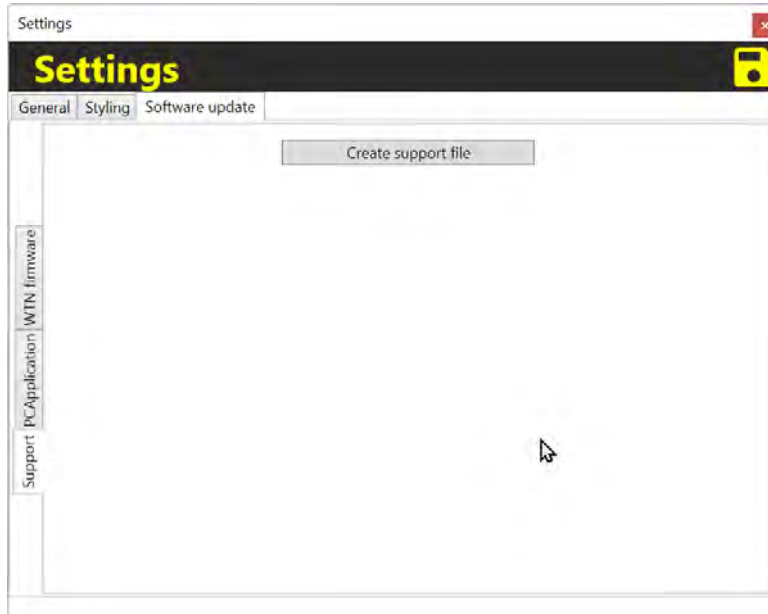 Settings
Settings
General Styling Software update
Create support file
WTN firmware
PCApplication
Support